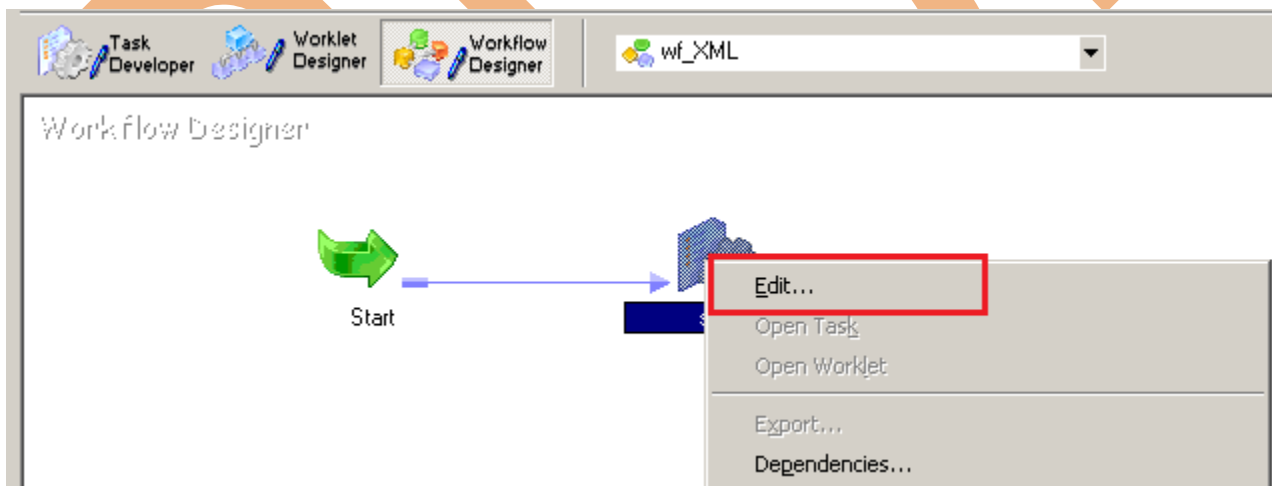 Task
Developer
Worklet
Designer
Workflow
Designer
wf_XML
Workflow Designer
Start
Edit...
Open Task
Open Worklet
Export...
Dependencies...